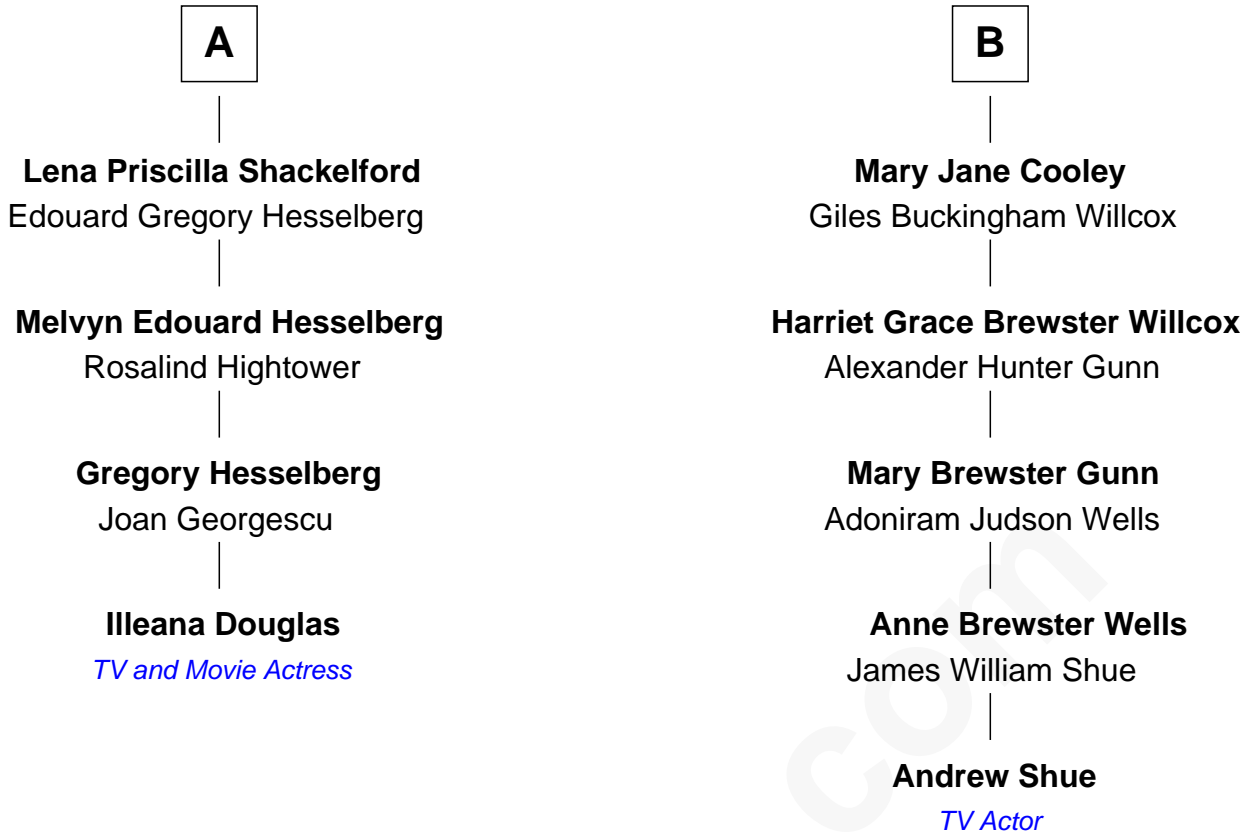 A
Lena Priscilla Shackelford
Edouard Gregory Hesselberg
Melvyn Edouard Hesselberg
Rosalind Hightower
Gregory Hesselberg
Joan Georgescu
Illeana Douglas
TV and Movie Actress
B
Mary Jane Cooley
Giles Buckingham Willcox
Harriet Grace Brewster Willcox
Alexander Hunter Gunn
Mary Brewster Gunn
Adoniram Judson Wells
Anne Brewster Wells
James William Shue
Andrew Shue
TV Actor
com